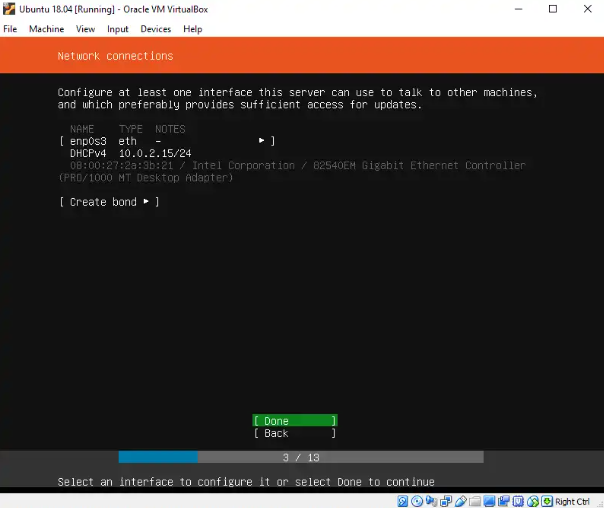 Ubuntu 18.04 [Running] - Oracle VM VirtualBox
File Machine View Input Devices Help
Network connections
Configure at least one interface this server can use to talk to other machines,
and which preferably provides sufficient access for updates.
NAME TYPE NOTES
[ enp0s3 eth - ▸ ]
DHCPv4 10.0.2.15/24
08:00:27:2a:3b:21 / Intel Corporation / 82540EM Gigabit Ethernet Controller
(PRO/1000 MT Desktop Adapter)
[ Create bond ▸ ]
[ Done ]
[ Back ]
3 / 13
Select an interface to configure it or select Done to continue
Right Ctrl